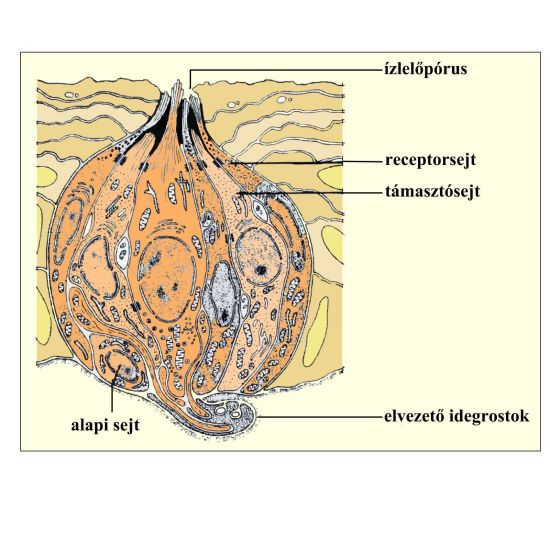 ízlelőpórus
receptorsejt
támasztósejt
elvezető idegrostok
alapi sejt